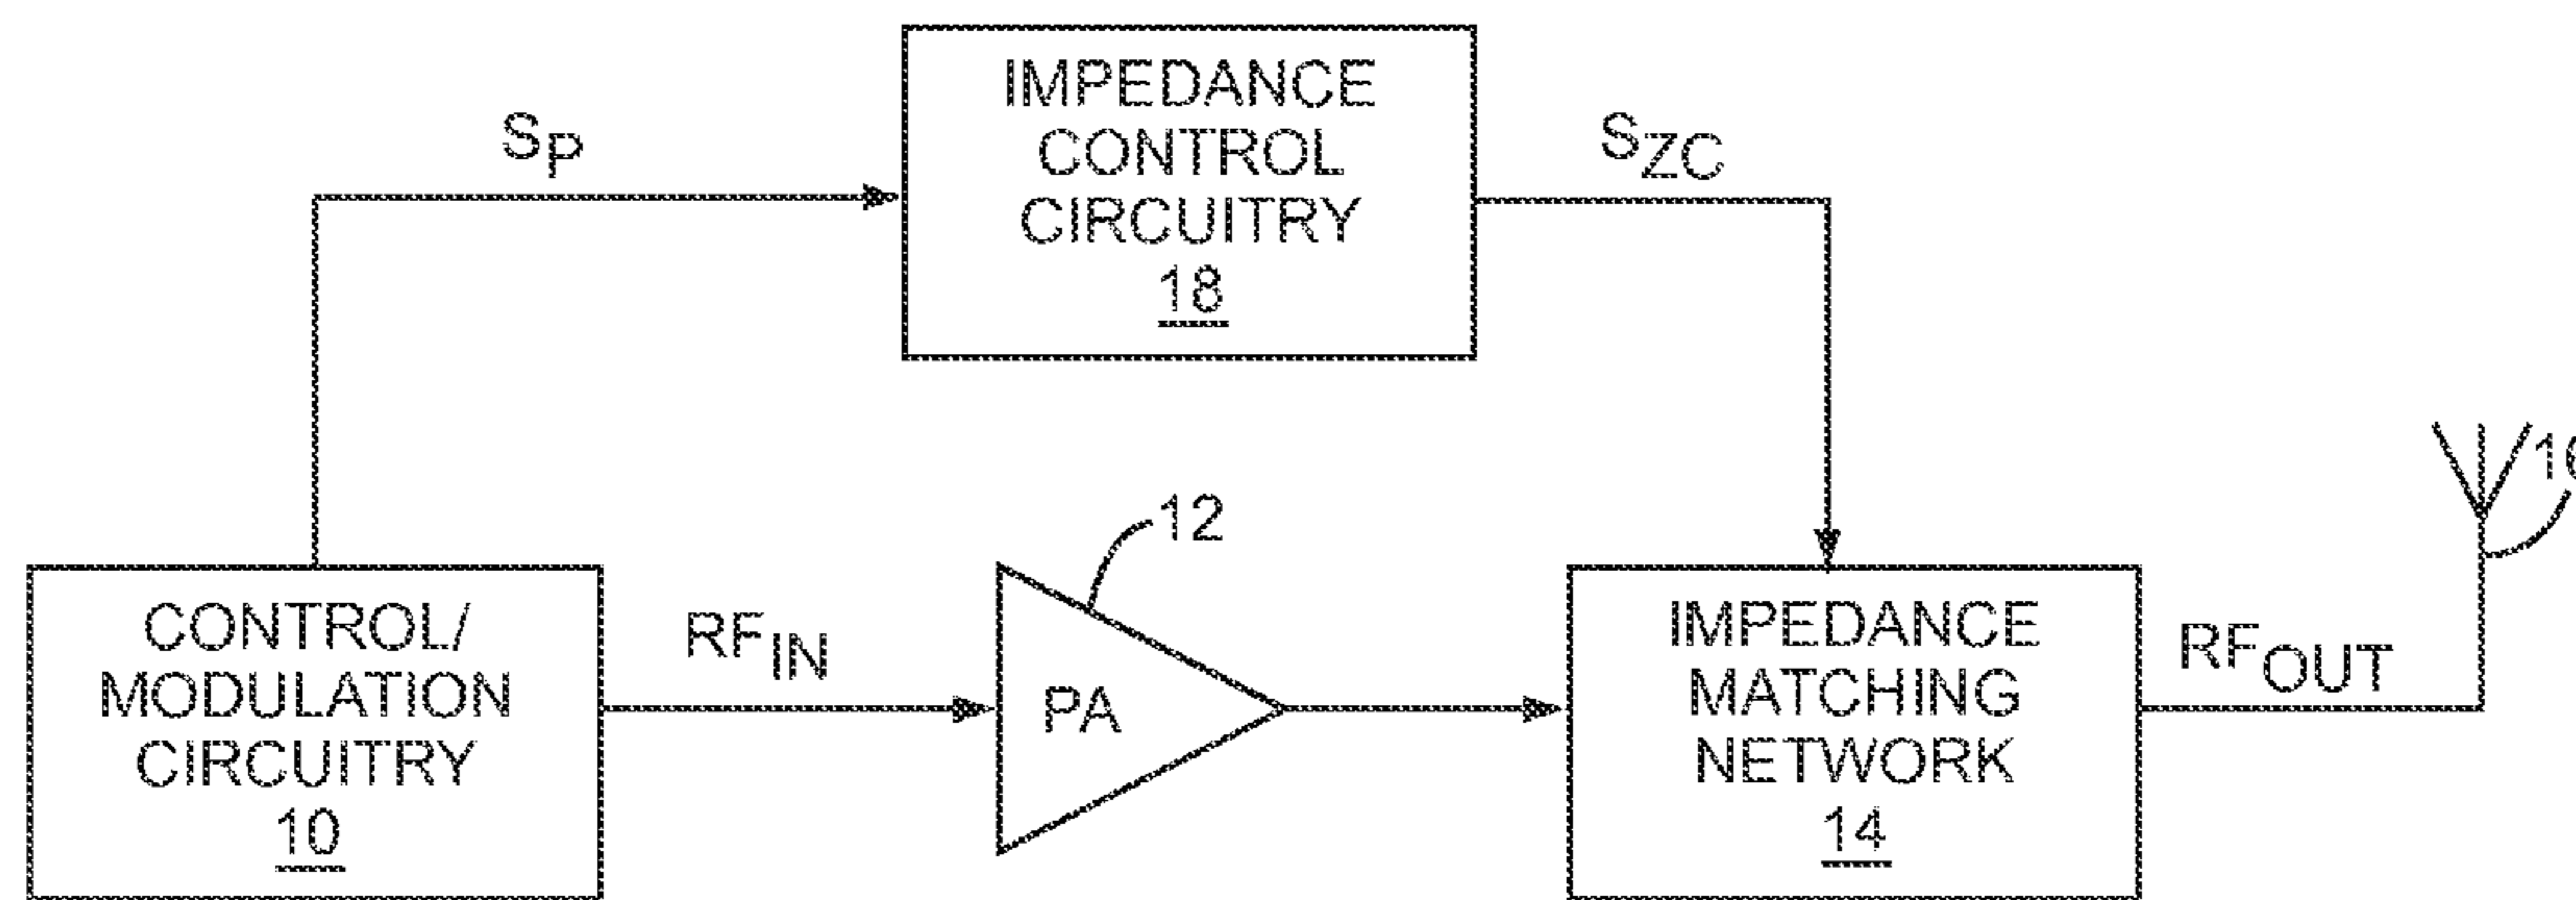 IMPEDANCE
CONTROL
CIRCUITRY
18
SP
SZC
CONTROL/
MODULATION
CIRCUITRY
10
RFIN
12
PA
IMPEDANCE
MATCHING
NETWORK
14
RFOUT